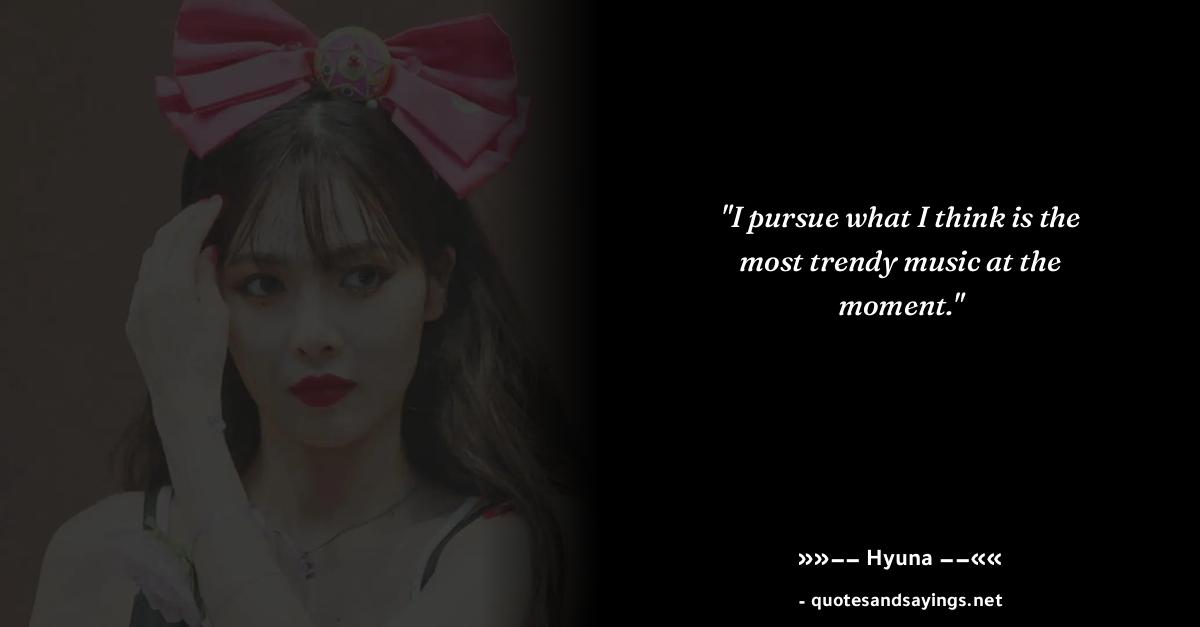 "I pursue what I think is the
most trendy music at the
moment."
»»−− Hyuna −−««
- quotesandsayings.net